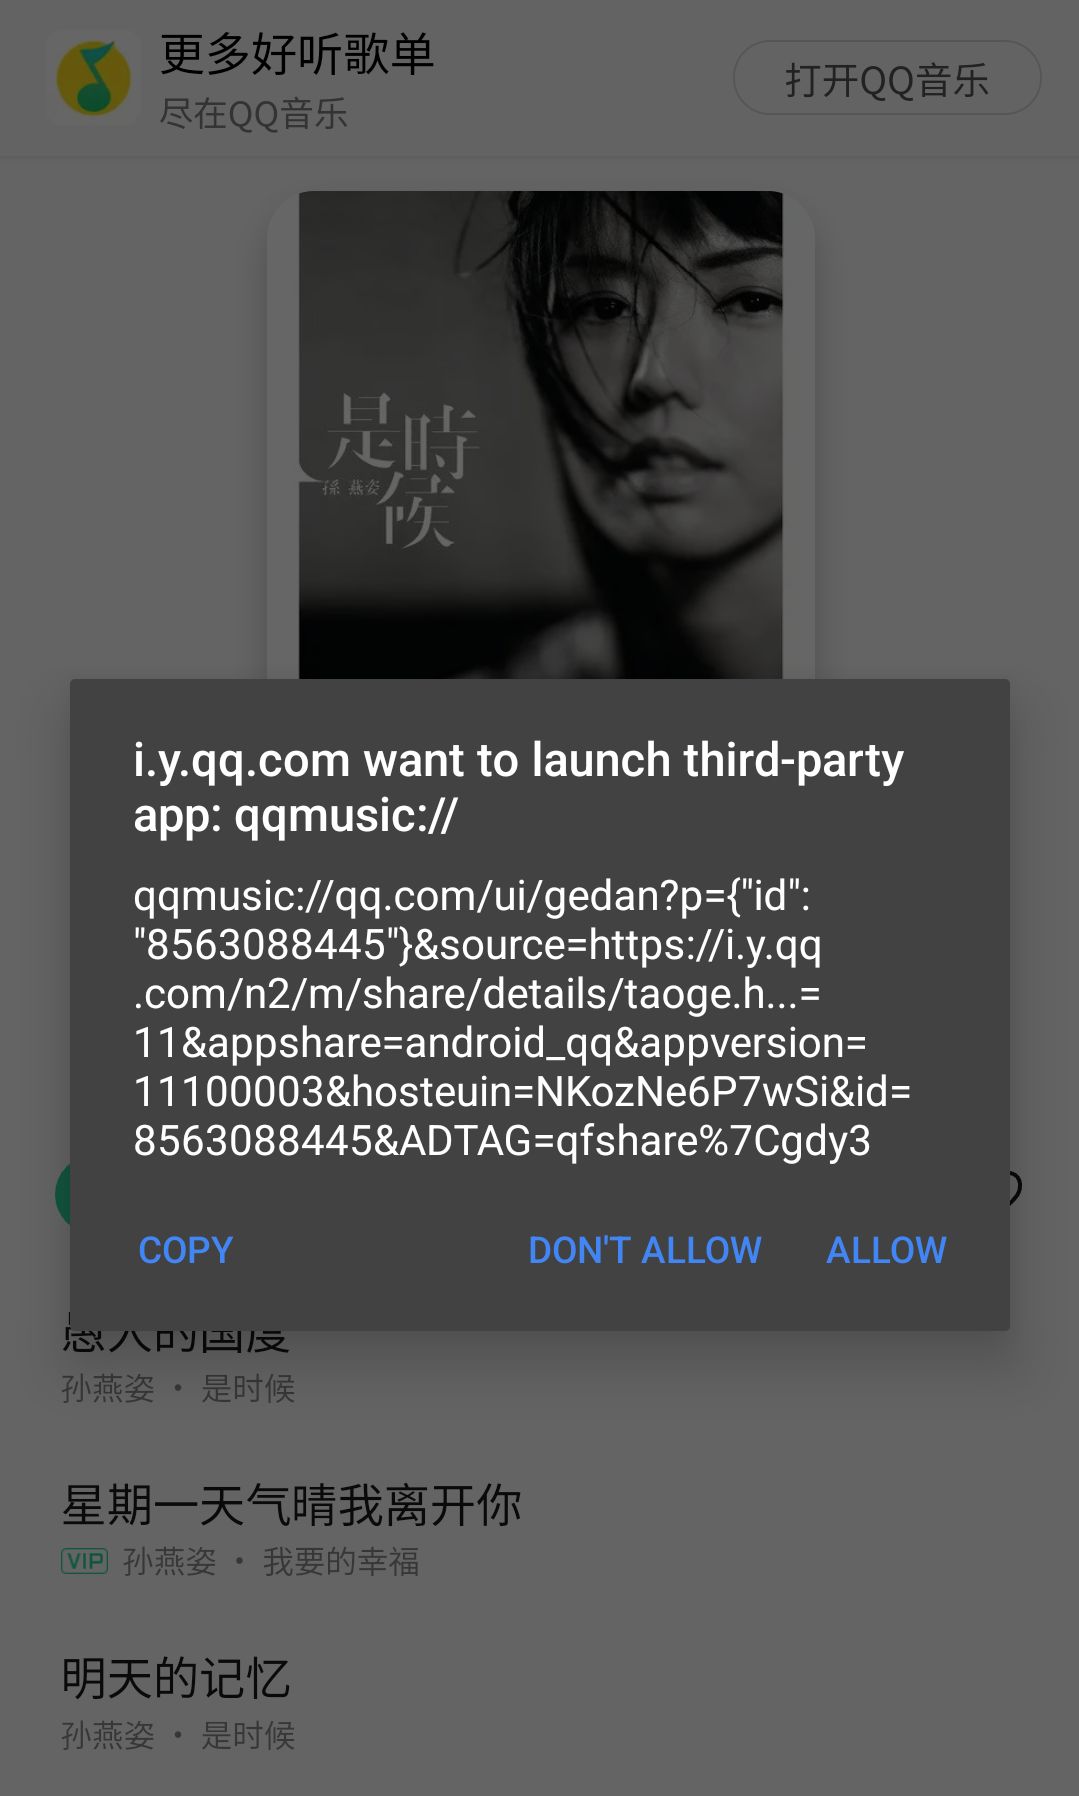 更多好听歌单
尽在QQ音乐
打开QQ音乐
是時候
孫燕姿
i.y.qq.com want to launch third-party
app: qqmusic://
qqmusic://qq.com/ui/gedan?p={"id":
"8563088445"}&source=https://i.y.qq
.com/n2/m/share/details/taoge.h...=
11&appshare=android_qq&appversion=
11100003&hosteuin=NKozNe6P7wSi&id=
8563088445&ADTAG=qfshare%7Cgdy3
COPY
DON'T ALLOW
ALLOW
愚人的国度
孙燕姿 · 是时候
星期一天气晴我离开你
VIP 孙燕姿 · 我要的幸福
明天的记忆
孙燕姿 · 是时候